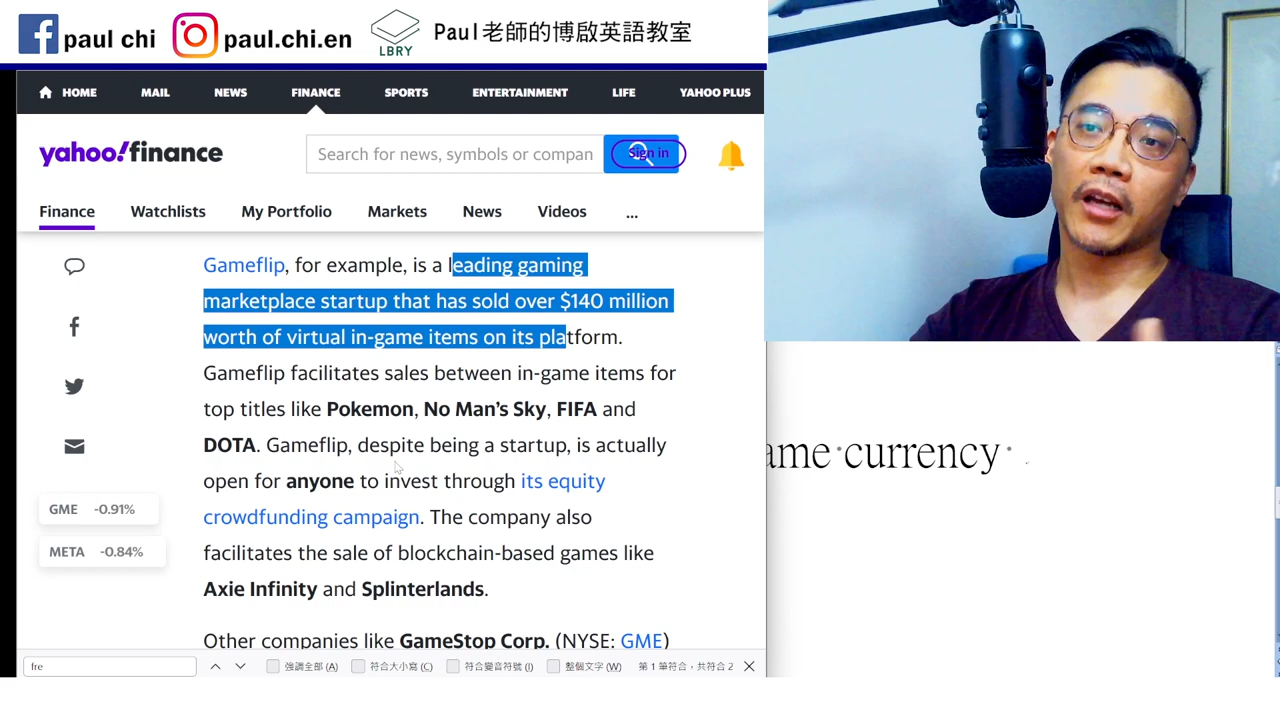 paul chi
paul.chi.en
LBRY
Paul老師的博啟英語教室
HOME MAIL NEWS FINANCE SPORTS ENTERTAINMENT LIFE YAHOO PLUS
yahoo!finance
Search for news, symbols or compan
Sign in
Finance Watchlists My Portfolio Markets News Videos ...
Gameflip, for example, is a leading gaming
marketplace startup that has sold over $140 million
worth of virtual in-game items on its platform.
Gameflip facilitates sales between in-game items for
top titles like Pokemon, No Man's Sky, FIFA and
DOTA. Gameflip, despite being a startup, is actually
open for anyone to invest through its equity
crowdfunding campaign. The company also
facilitates the sale of blockchain-based games like
Axie Infinity and Splinterlands.
Other companies like GameStop Corp. (NYSE: GME)
GME -0.91%
META -0.84%
ame currency
fre
強調全部 (A) 符合大小寫 (C) 符合變音符號 (I) 整個文字 (W) 第 1 筆符合，共符合 2